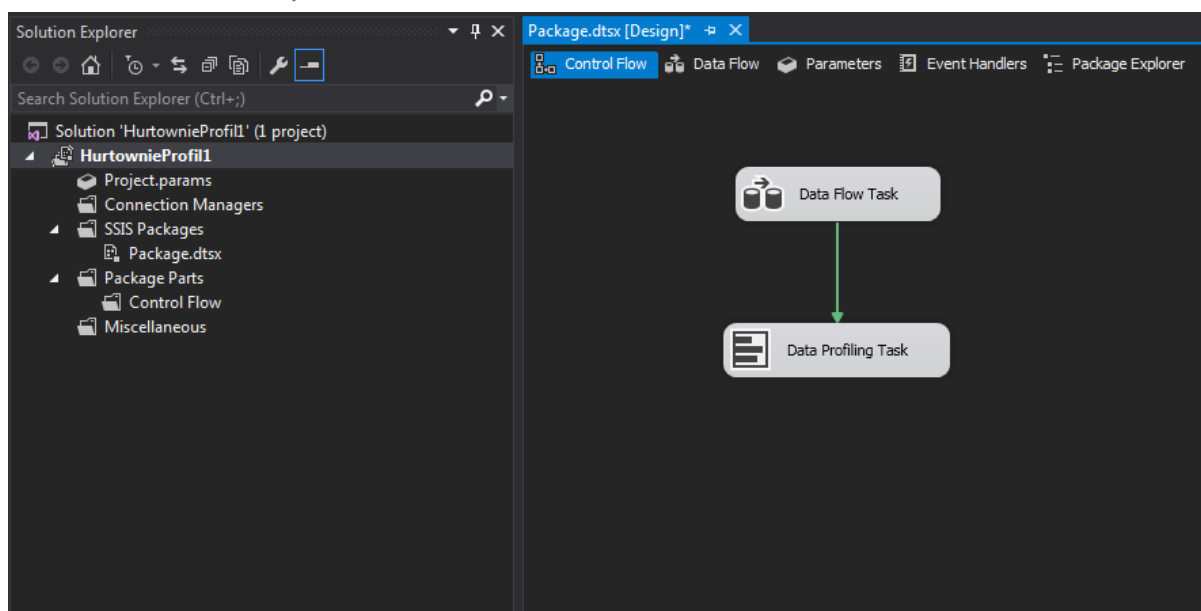 Solution Explorer
Search Solution Explorer (Ctrl+;)
Solution 'HurtownieProfil1' (1 project)
HurtownieProfil1
Project.params
Connection Managers
SSIS Packages
Package.dtsx
Package Parts
Control Flow
Miscellaneous
Package.dtsx [Design]*
Control Flow Data Flow Parameters Event Handlers Package Explorer
Data Flow Task
Data Profiling Task